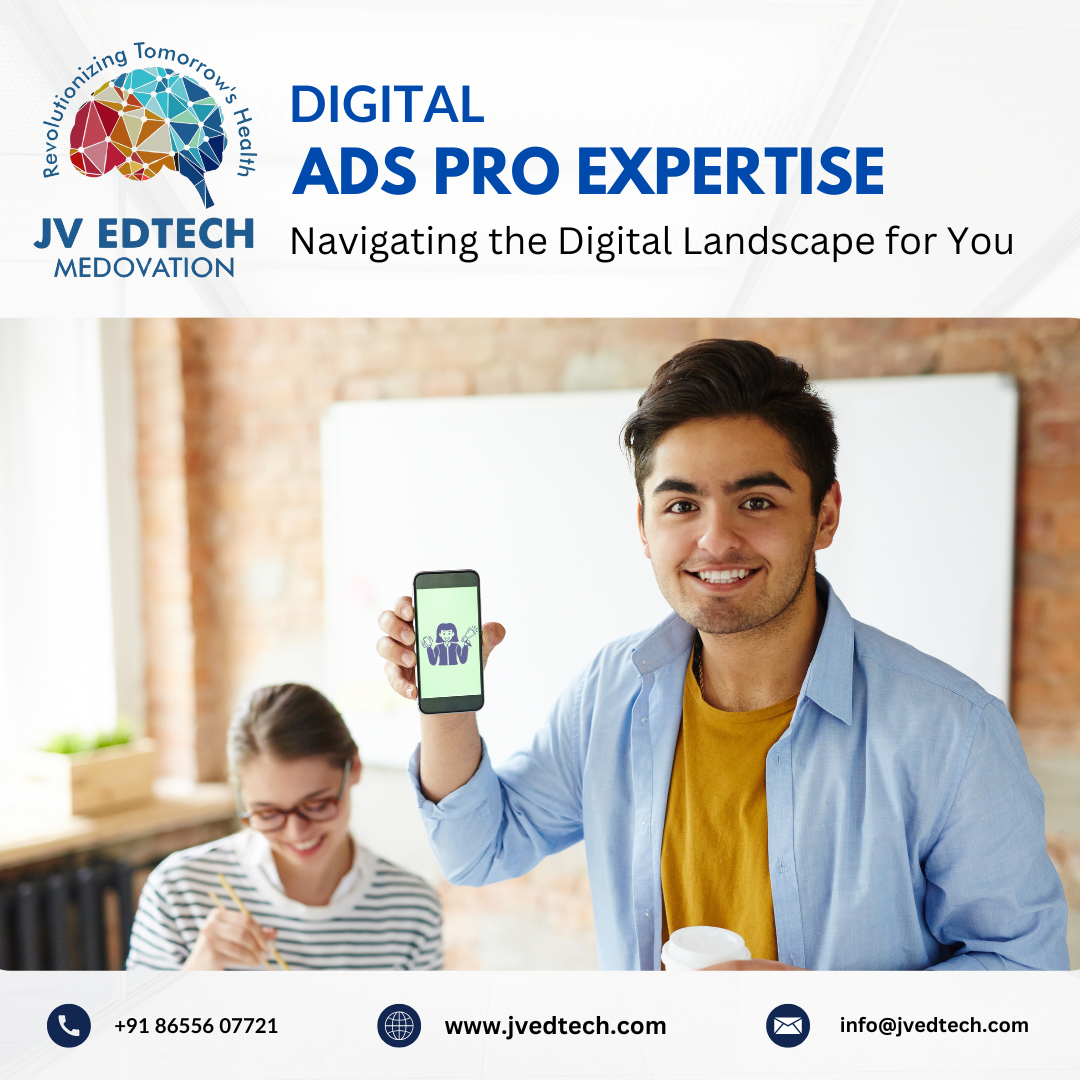 Revolutionizing Tomorrow's Health
JV EDTECH
MEDOVATION
DIGITAL
ADS PRO EXPERTISE
Navigating the Digital Landscape for You
+91 86556 07721
www.jvedtech.com
info@jvedtech.com